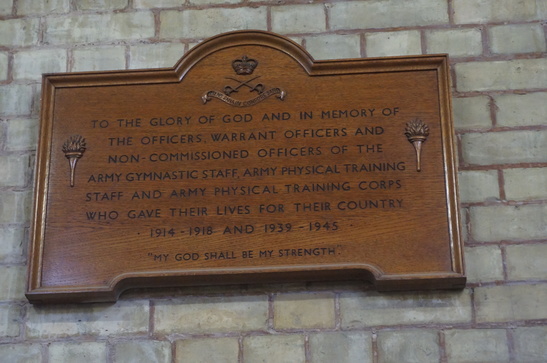 TO THE GLORY OF GOD AND IN MEMORY OF
THE OFFICERS, WARRANT OFFICERS AND
NON-COMMISSIONED OFFICERS OF THE
ARMY GYMNASTIC STAFF, ARMY PHYSICAL TRAINING
STAFF AND ARMY PHYSICAL TRAINING CORPS
WHO GAVE THEIR LIVES FOR THEIR COUNTRY
1914-1918 AND 1939-1945
"MY GOD SHALL BE MY STRENGTH".